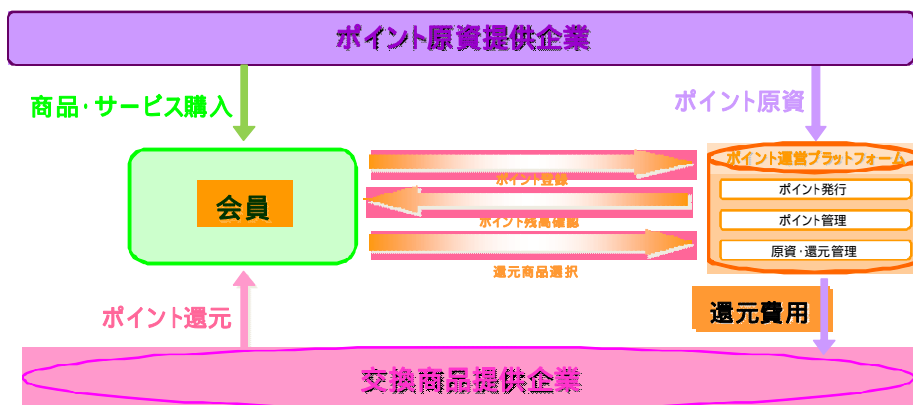 ポイント原資提供企業
商品・サービス購入
ポイント原資
会員
ポイント登録
ポイント残高確認
還元商品選択
ポイント運営プラットフォーム
ポイント発行
ポイント管理
原資・還元管理
ポイント還元
還元費用
交換商品提供企業